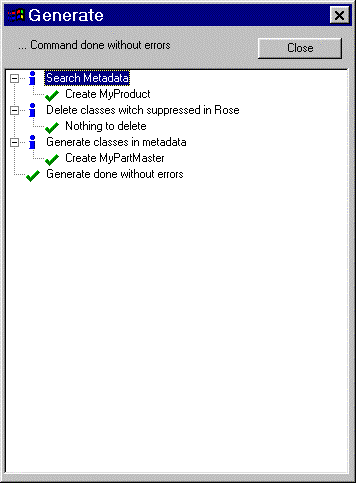 Generate
... Command done without errors
Close
Search Metadata
Create MyProduct
Delete classes witch suppressed in Rose
Nothing to delete
Generate classes in metadata
Create MyPartMaster
Generate done without errors